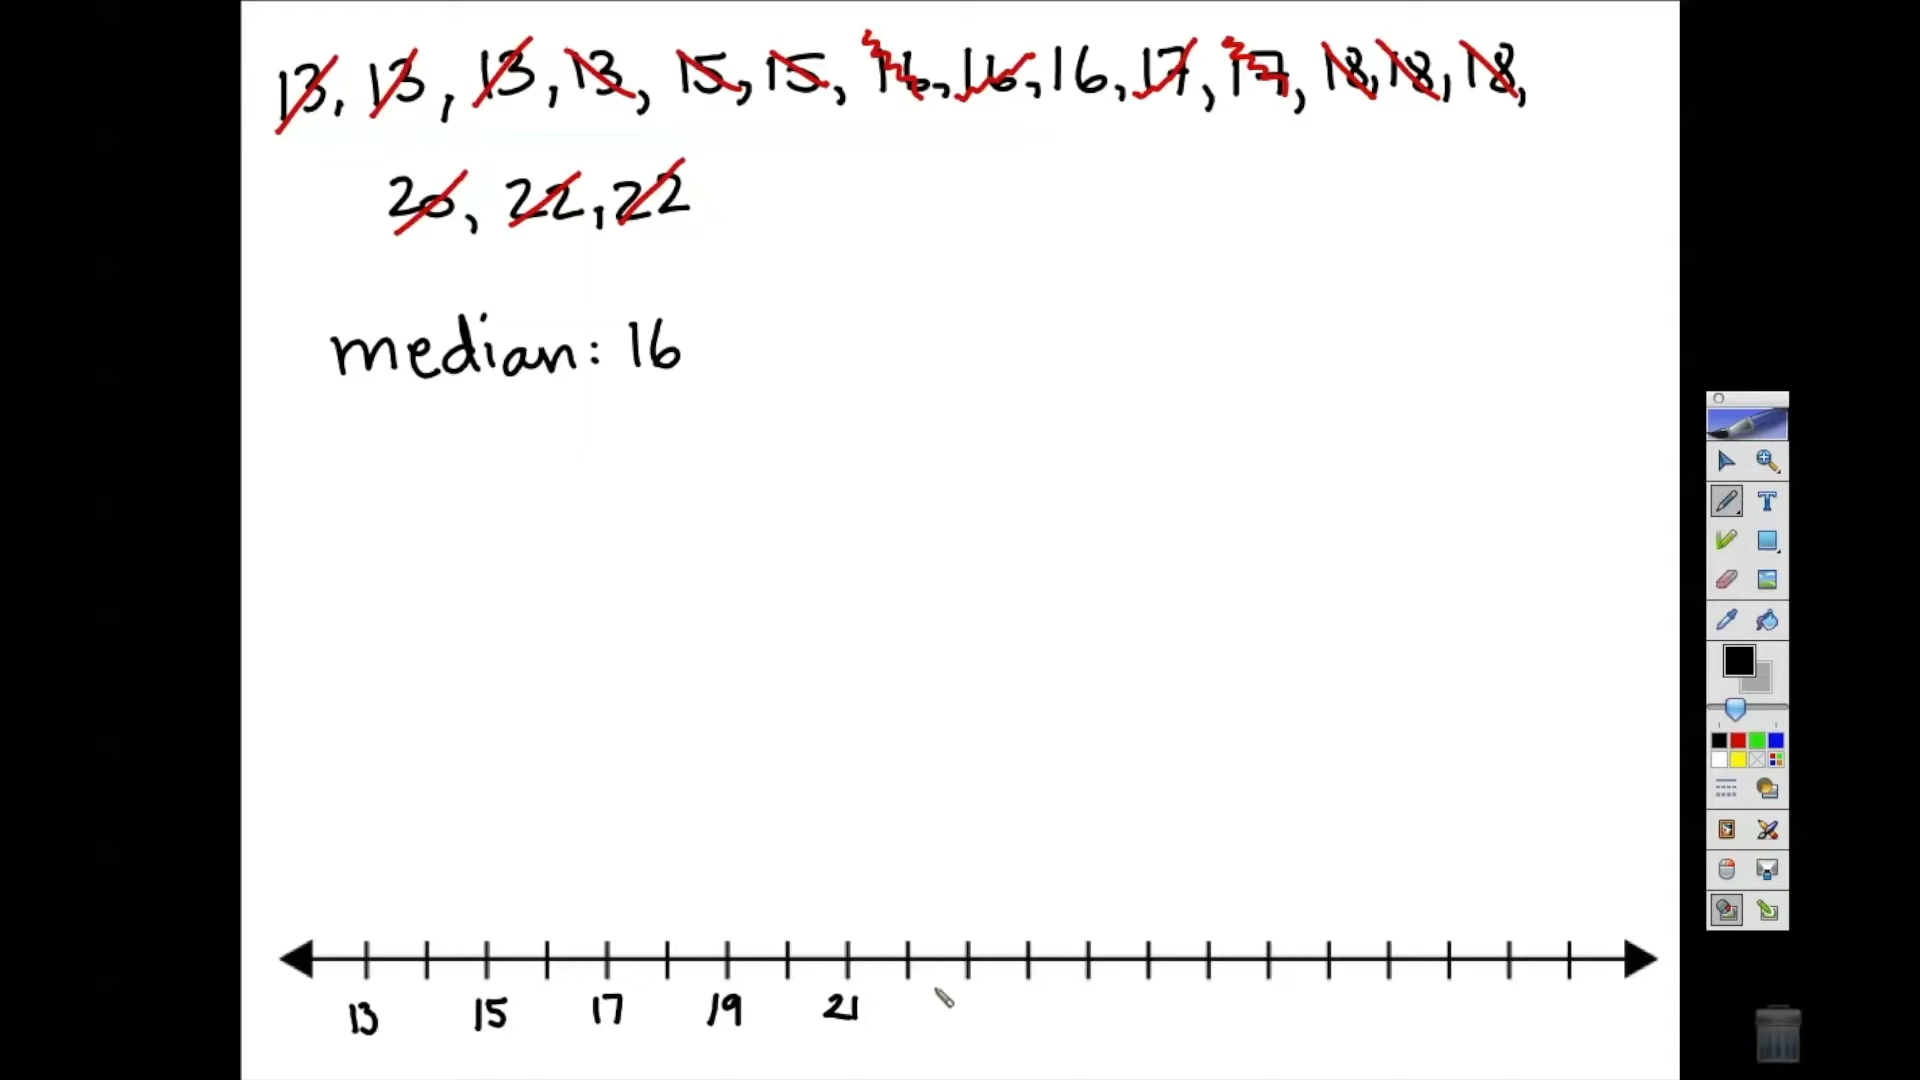 13, 13, 13, 13, 15, 15, 16, 16, 16, 17, 17, 18, 18, 18,
20, 22, 22
median: 16
T
13 15 17 19 21